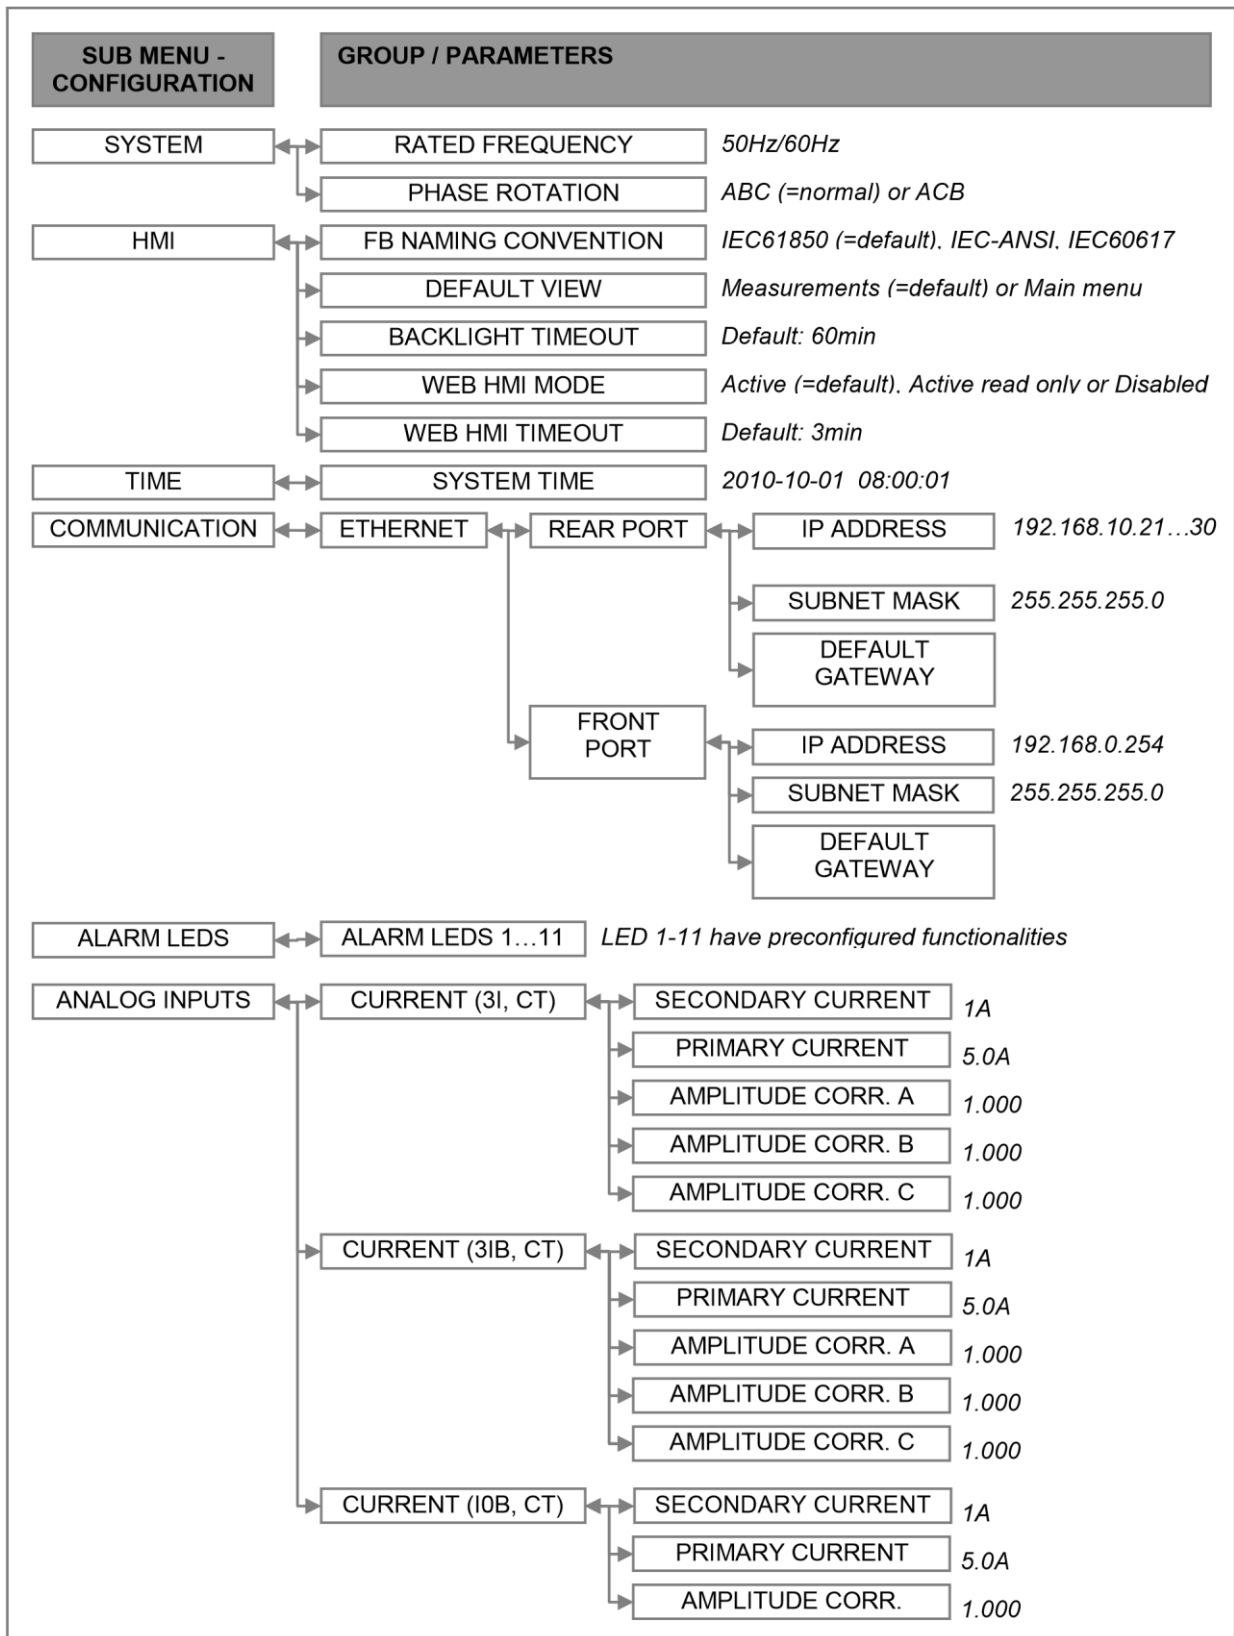 SUB MENU -
CONFIGURATION
GROUP / PARAMETERS
SYSTEM
RATED FREQUENCY
50Hz/60Hz
PHASE ROTATION
ABC (=normal) or ACB
HMI
FB NAMING CONVENTION
IEC61850 (=default), IEC-ANSI, IEC60617
DEFAULT VIEW
Measurements (=default) or Main menu
BACKLIGHT TIMEOUT
Default: 60min
WEB HMI MODE
Active (=default), Active read only or Disabled
WEB HMI TIMEOUT
Default: 3min
TIME
SYSTEM TIME
2010-10-01 08:00:01
COMMUNICATION
ETHERNET
REAR PORT
IP ADDRESS
192.168.10.21…30
SUBNET MASK
255.255.255.0
DEFAULT
GATEWAY
FRONT
PORT
IP ADDRESS
192.168.0.254
SUBNET MASK
255.255.255.0
DEFAULT
GATEWAY
ALARM LEDS
ALARM LEDS 1…11
LED 1-11 have preconfigured functionalities
ANALOG INPUTS
CURRENT (3I, CT)
SECONDARY CURRENT
1A
PRIMARY CURRENT
5.0A
AMPLITUDE CORR. A
1.000
AMPLITUDE CORR. B
1.000
AMPLITUDE CORR. C
1.000
CURRENT (3IB, CT)
SECONDARY CURRENT
1A
PRIMARY CURRENT
5.0A
AMPLITUDE CORR. A
1.000
AMPLITUDE CORR. B
1.000
AMPLITUDE CORR. C
1.000
CURRENT (I0B, CT)
SECONDARY CURRENT
1A
PRIMARY CURRENT
5.0A
AMPLITUDE CORR.
1.000